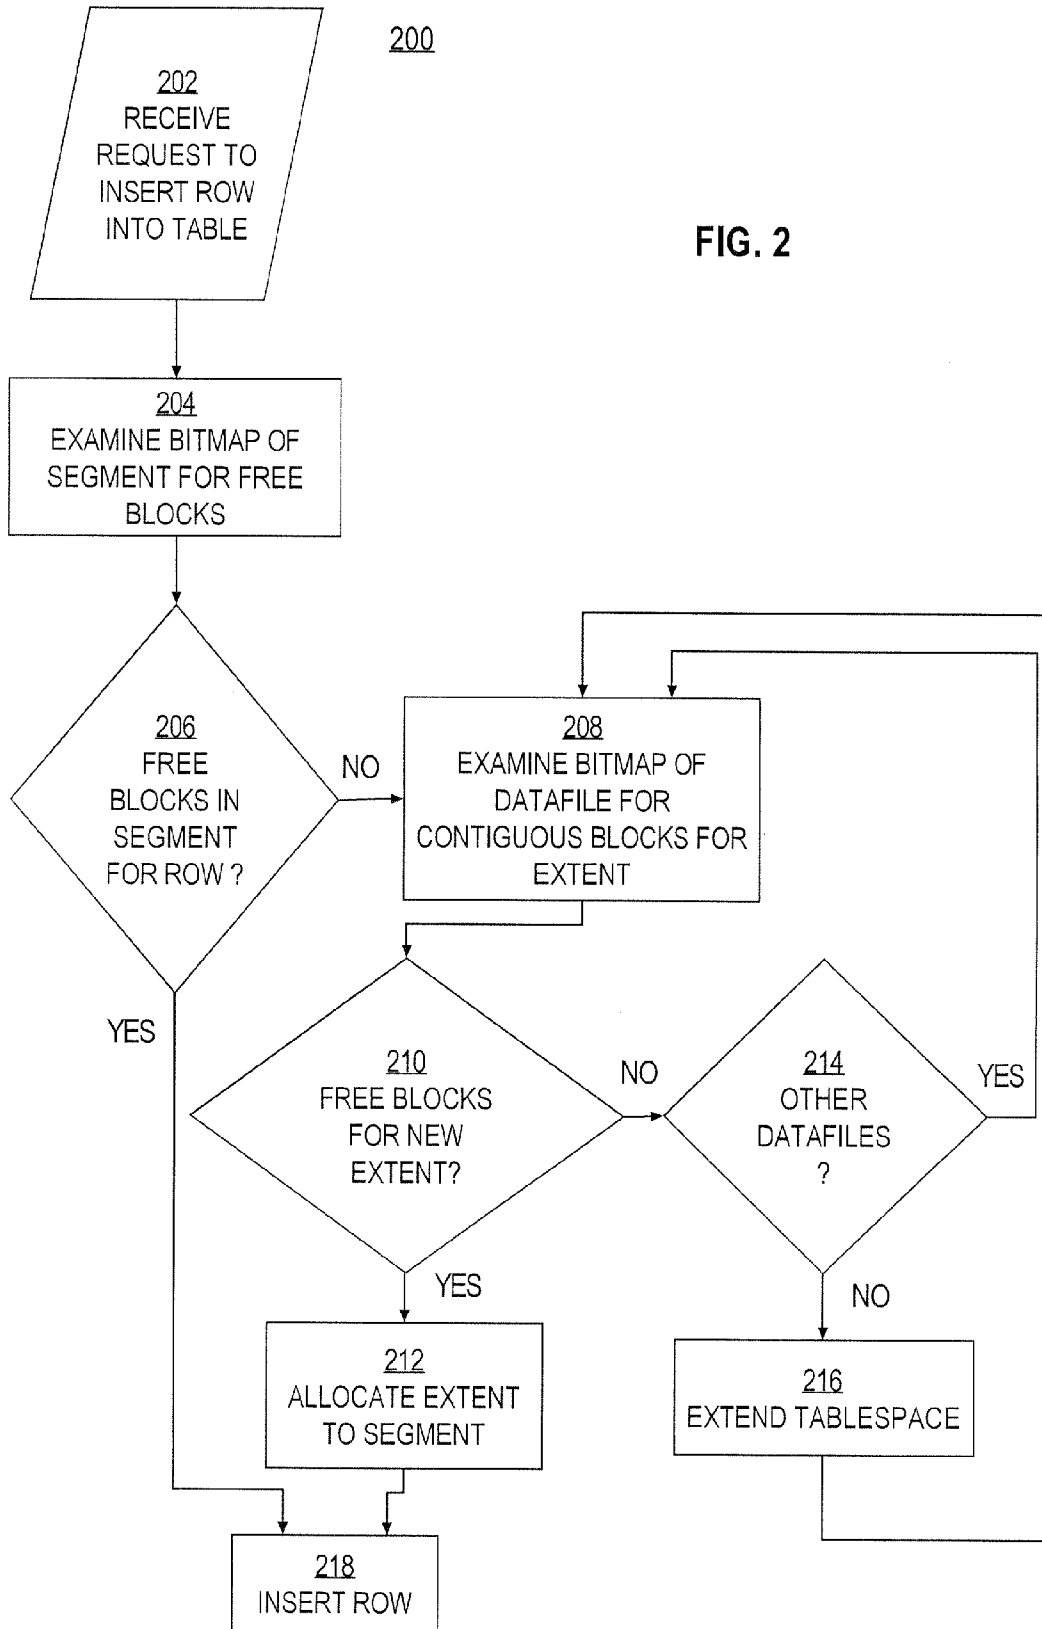 200
202
RECEIVE
REQUEST TO
INSERT ROW
INTO TABLE
FIG. 2
204
EXAMINE BITMAP OF
SEGMENT FOR FREE
BLOCKS
206
FREE
BLOCKS IN
SEGMENT
FOR ROW ?
NO
208
EXAMINE BITMAP OF
DATAFILE FOR
CONTIGUOUS BLOCKS FOR
EXTENT
YES
210
FREE BLOCKS
FOR NEW
EXTENT?
NO
214
OTHER
DATAFILES
?
YES
YES
NO
212
ALLOCATE EXTENT
TO SEGMENT
216
EXTEND TABLESPACE
218
INSERT ROW